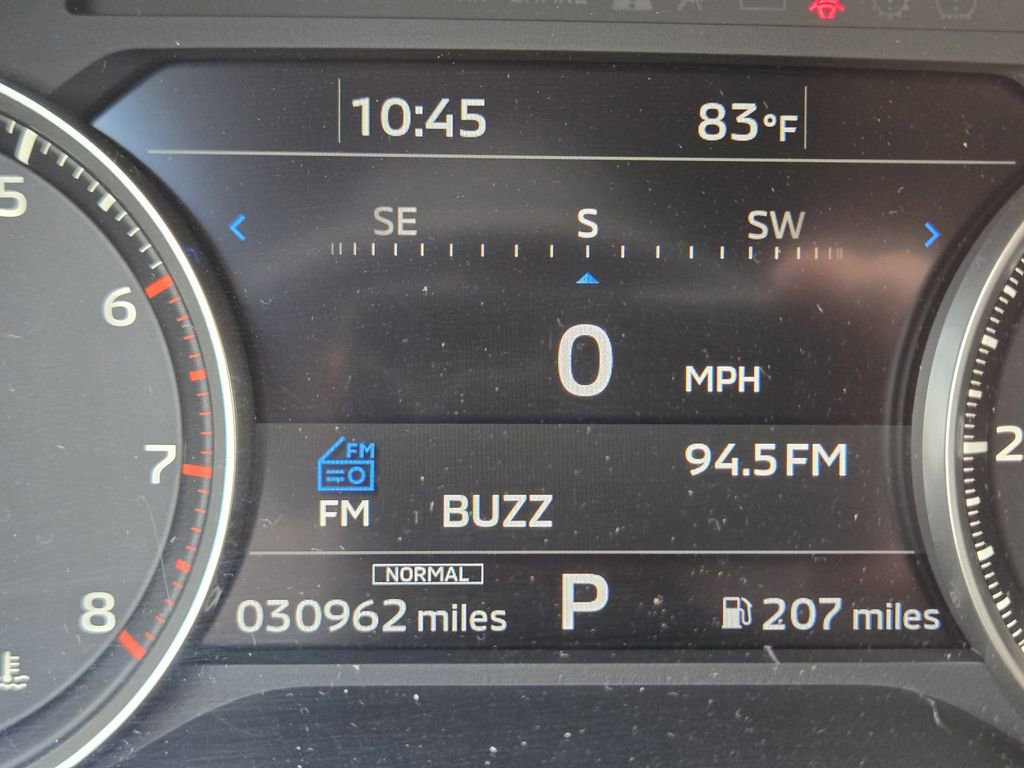 10:45 83°F
SE S SW
5
6
0 MPH
FM
7
94.5 FM
FM BUZZ
NORMAL
8
030962 miles P 207 miles
2